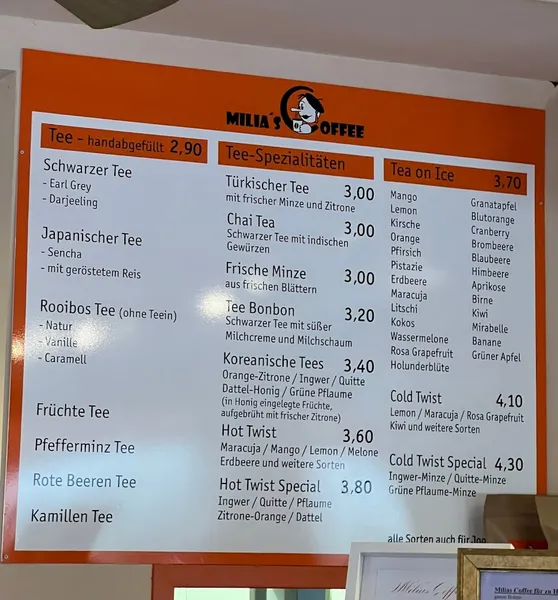 MILIA'S COFFEE
Tee - handabgefüllt 2,90
Schwarzer Tee
- Earl Grey
- Darjeeling
Japanischer Tee
- Sencha
- mit geröstetem Reis
Rooibos Tee (ohne Teein)
- Natur
- Vanille
- Caramell
Früchte Tee
Pfefferminz Tee
Rote Beeren Tee
Kamillen Tee
Tee-Spezialitäten
Türkischer Tee 3,00
mit frischer Minze und Zitrone
Chai Tea 3,00
Schwarzer Tee mit indischen
Gewürzen
Frische Minze 3,00
aus frischen Blättern
Tee Bonbon 3,20
Schwarzer Tee mit süßer
Milchcreme und Milchschaum
Koreanische Tees 3,40
Orange-Zitrone / Ingwer / Quitte
Dattel-Honig / Grüne Pflaume
(in Honig eingelegte Früchte,
aufgebrüht mit frischer Zitrone)
Hot Twist 3,60
Maracuja / Mango / Lemon / Melone
Erdbeere und weitere Sorten
Hot Twist Special 3,80
Ingwer / Quitte / Pflaume
Zitrone-Orange / Dattel
Tea on Ice 3,70
Mango
Lemon
Kirsche
Orange
Pfirsich
Pistazie
Erdbeere
Maracuja
Litschi
Kokos
Wassermelone
Rosa Grapefruit
Holunderblüte
Granatapfel
Blutorange
Cranberry
Brombeere
Blaubeere
Himbeere
Aprikose
Birne
Kiwi
Mirabelle
Banane
Grüner Apfel
Cold Twist 4,10
Lemon / Maracuja / Rosa Grapefruit
Kiwi und weitere Sorten
Cold Twist Special 4,30
Ingwer-Minze / Quitte-Minze
Grüne Pflaume-Minze
alle Sorten auch für
Milias Coffee für zu